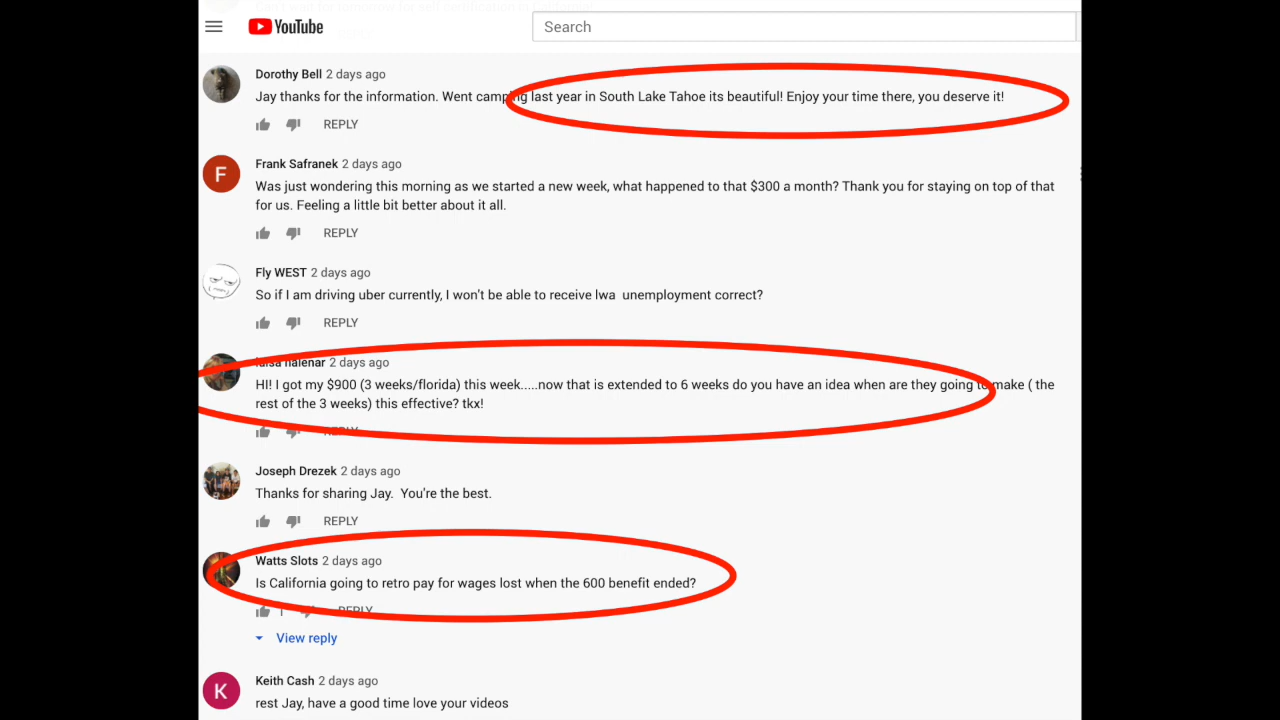 YouTube
Search
Dorothy Bell 2 days ago
Jay thanks for the information. Went camping last year in South Lake Tahoe its beautiful! Enjoy your time there, you deserve it!
REPLY
F
Frank Safranek 2 days ago
Was just wondering this morning as we started a new week, what happened to that $300 a month? Thank you for staying on top of that
for us. Feeling a little bit better about it all.
REPLY
Fly WEST 2 days ago
So if I am driving uber currently, I won't be able to receive lwa unemployment correct?
REPLY
2 days ago
HI! I got my $900 (3 weeks/florida) this week.....now that is extended to 6 weeks do you have an idea when are they going to make ( the
rest of the 3 weeks) this effective? tkx!
REPLY
Joseph Drezek 2 days ago
Thanks for sharing Jay. You're the best.
REPLY
Watts Slots 2 days ago
Is California going to retro pay for wages lost when the 600 benefit ended?
1 REPLY
View reply
K
Keith Cash 2 days ago
rest Jay, have a good time love your videos